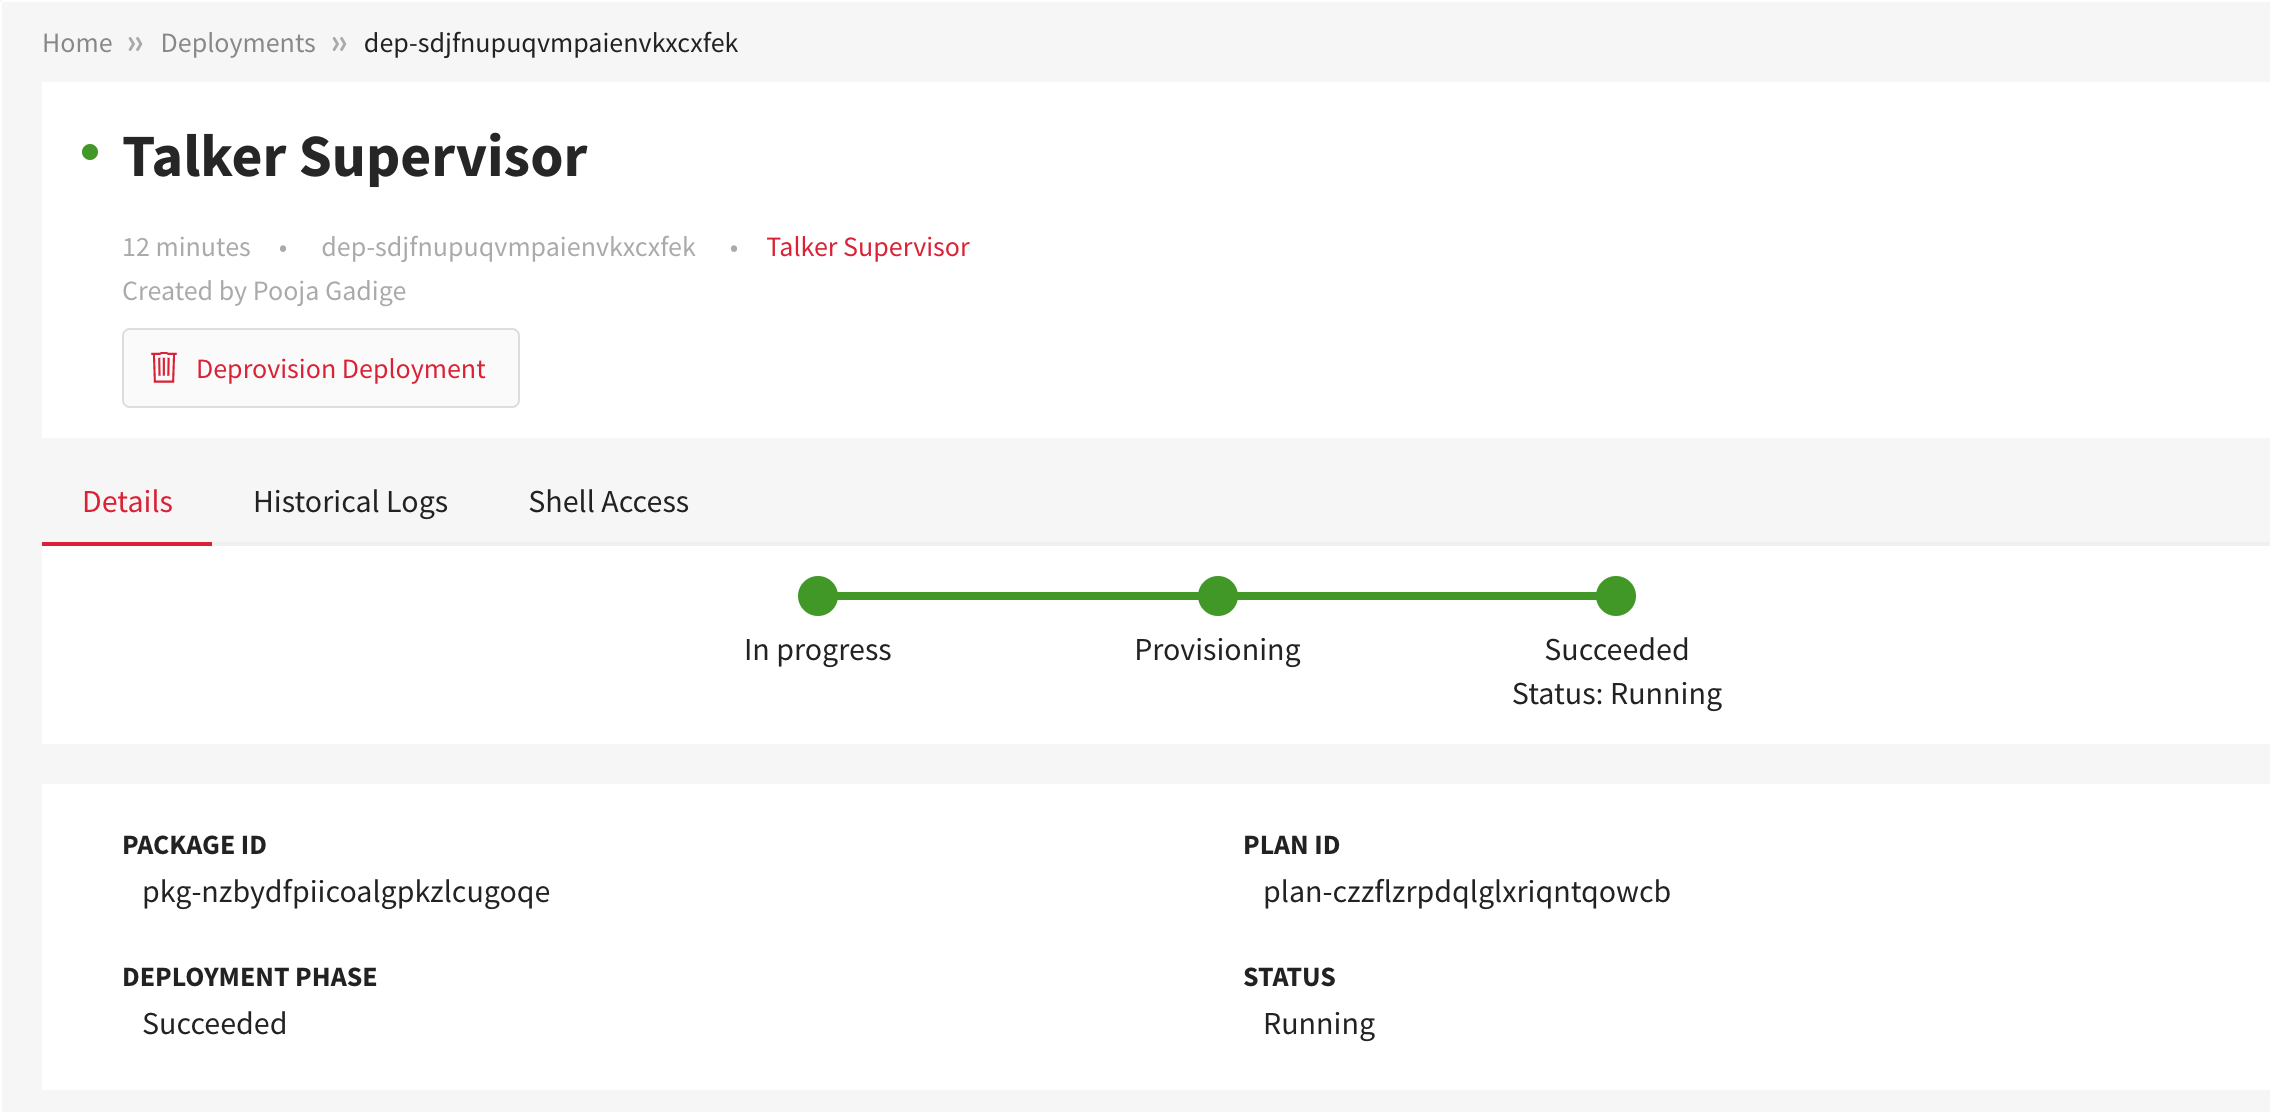 Home » Deployments » dep-sdjfnupuqvmpaienvkxcxfek
Talker Supervisor
12 minutes • dep-sdjfnupuqvmpaienvkxcxfek • Talker Supervisor
Created by Pooja Gadige
Deprovision Deployment
Details Historical Logs Shell Access
In progress Provisioning Succeeded
Status: Running
PACKAGE ID PLAN ID
pkg-nzbydfpiicoalgpkzlcugoqe plan-czzflzrpdqlglxriqntqowcb
DEPLOYMENT PHASE STATUS
Succeeded Running